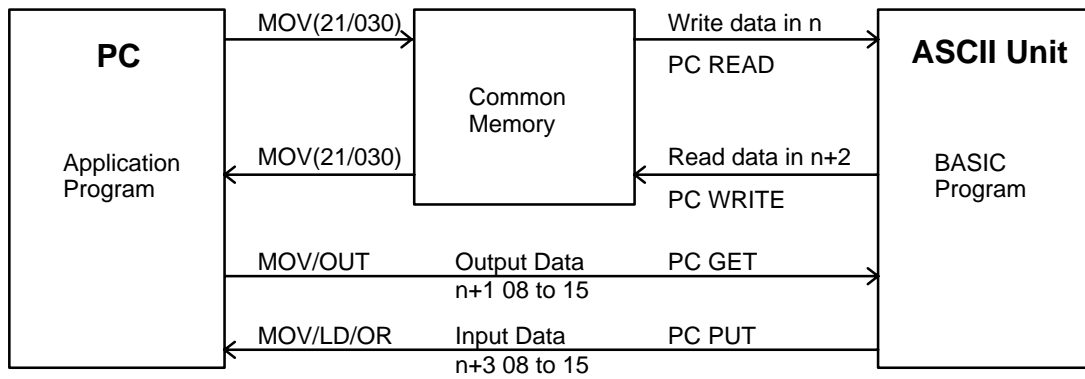 PC
Application
Program
MOV(21/030)
MOV(21/030)
Common
Memory
Write data in n
PC READ
Read data in n+2
PC WRITE
ASCII Unit
BASIC
Program
MOV/OUT
Output Data
n+1 08 to 15
PC GET
MOV/LD/OR
Input Data
n+3 08 to 15
PC PUT